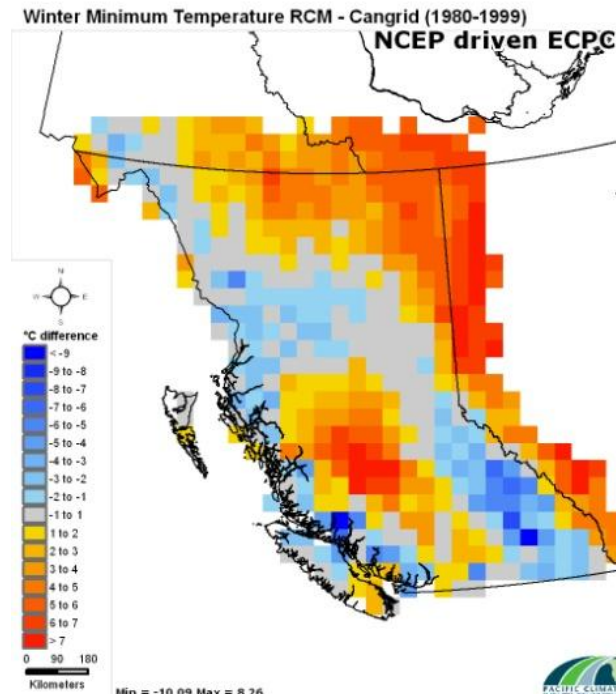 Winter Minimum Temperature RCM - Cangrid (1980-1999)
NCEP driven ECPC
N
W E
S
°C difference
< -9
-9 to -8
-8 to -7
-7 to -6
-6 to -5
-5 to -4
-4 to -3
-3 to -2
-2 to -1
-1 to 1
1 to 2
2 to 3
3 to 4
4 to 5
5 to 6
6 to 7
> 7
0 90 180
Kilometers
Min = -10.09 Max = 8.26
PACIFIC CLIMA